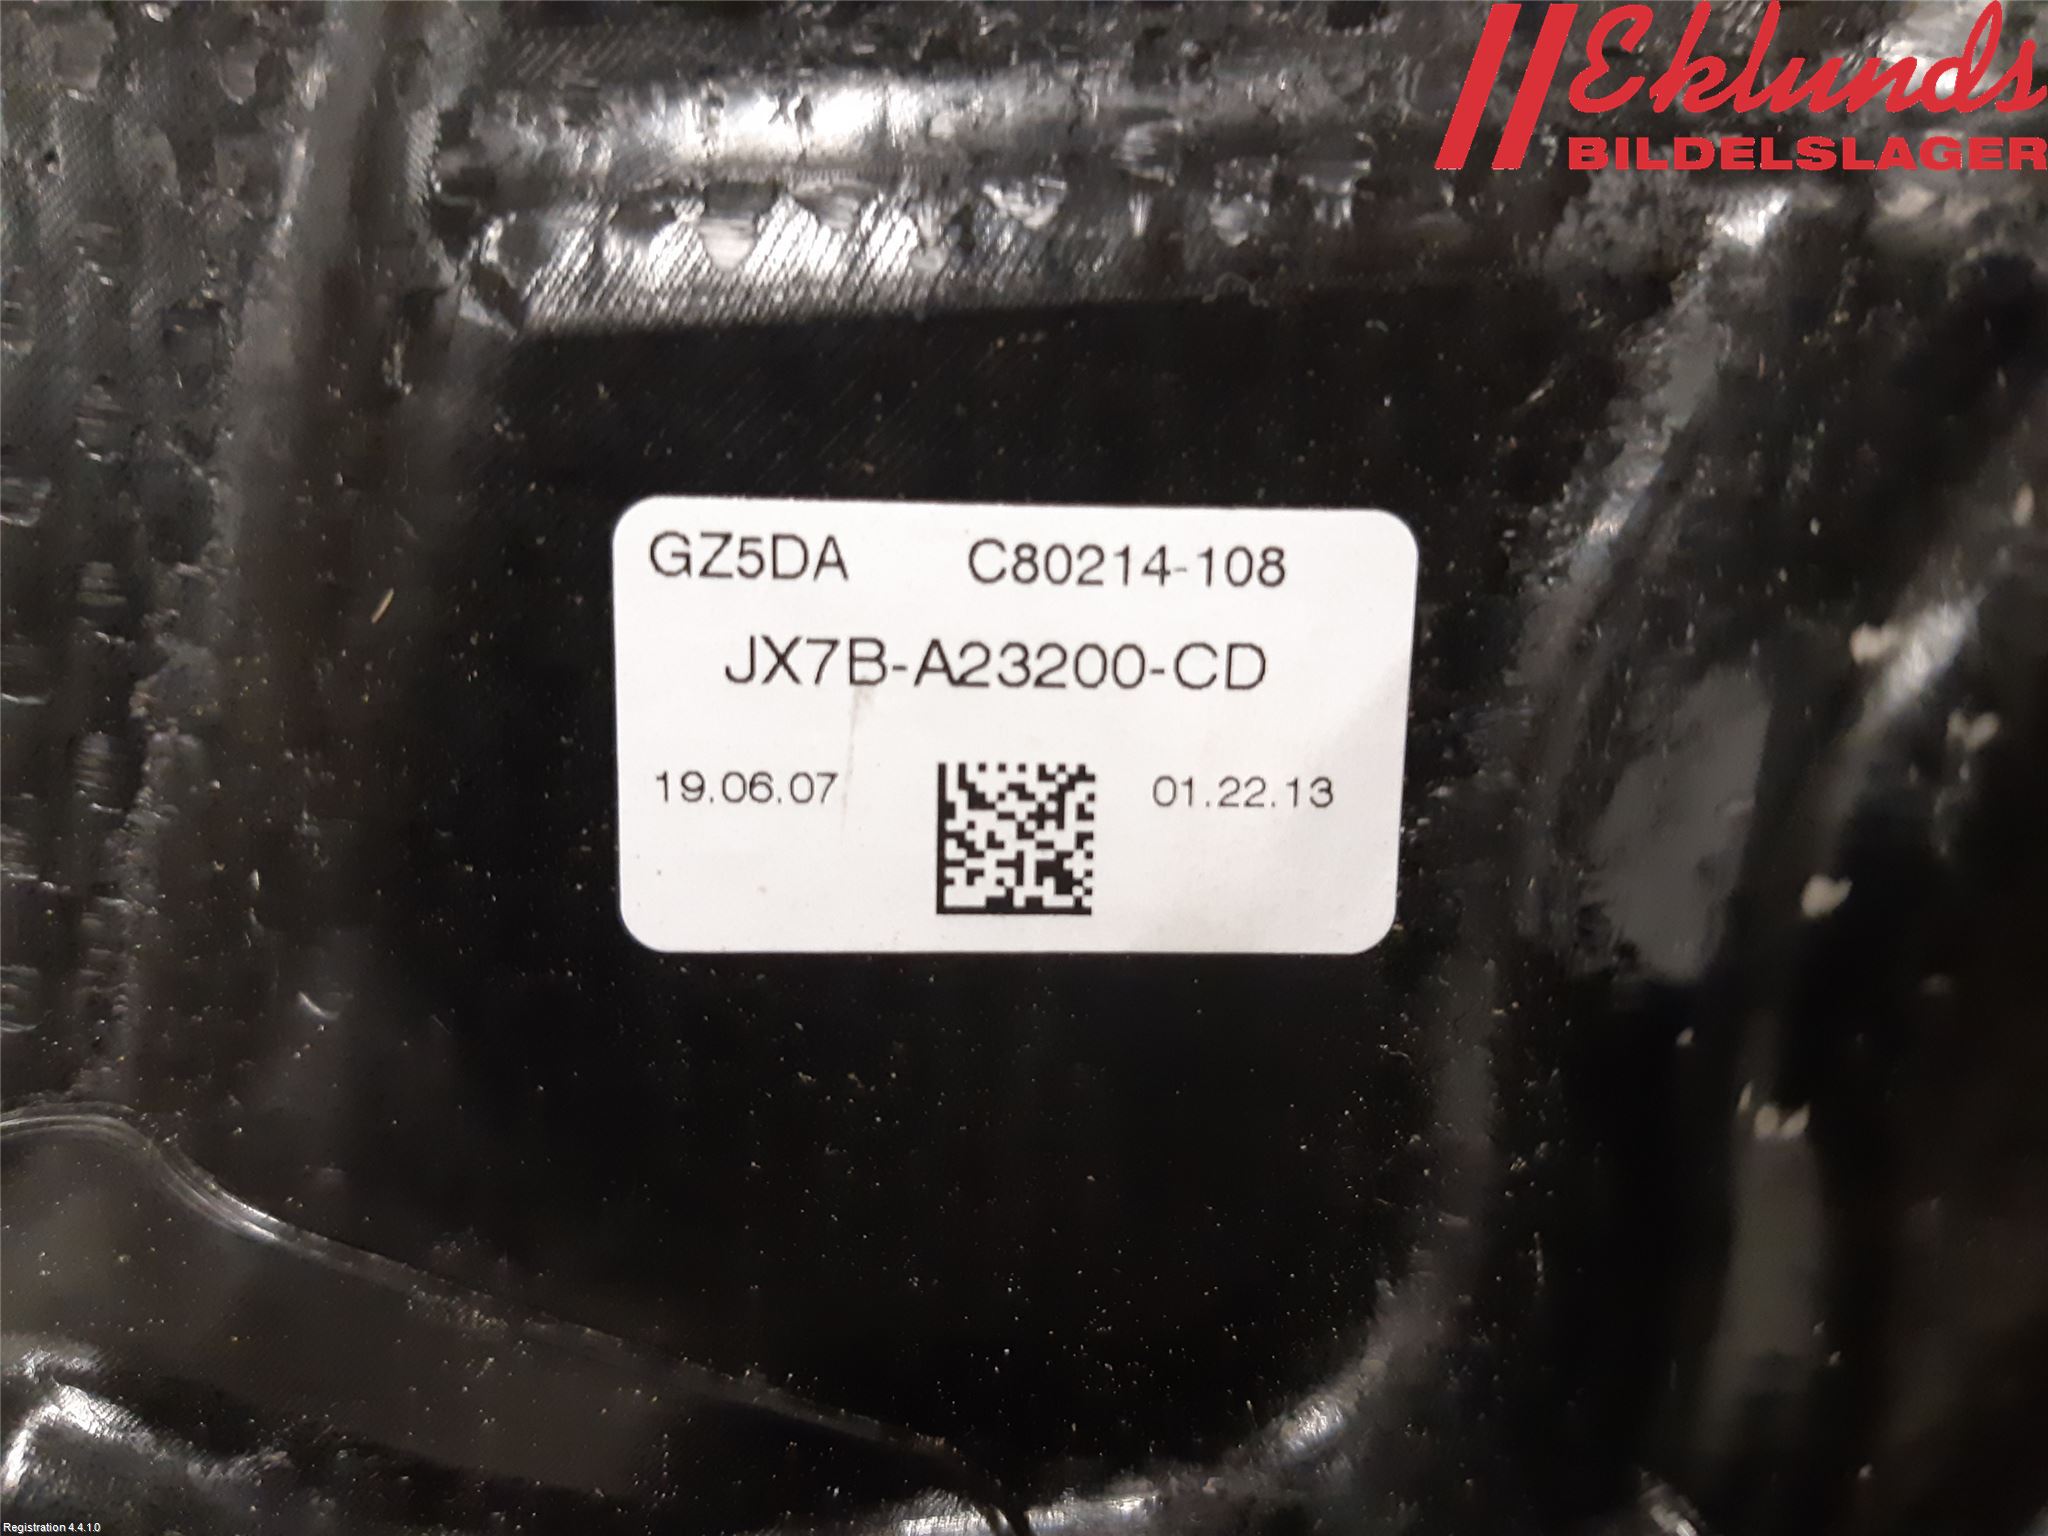 Eklunds
BILDELSLAGER
GZ5DA C80214-108
JX7B-A23200-CD
19.06.07 01.22.13
Registration 4.4.1.0